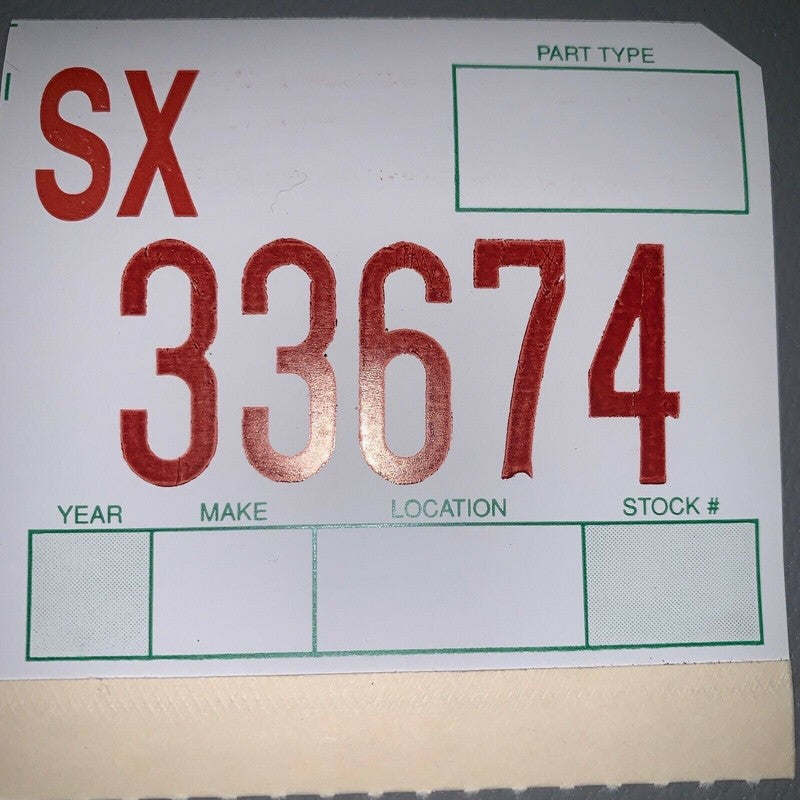 PART TYPE
SX
33674
YEAR MAKE LOCATION STOCK #